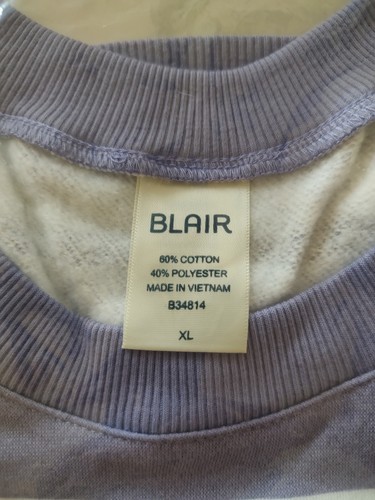 BLAIR
60% COTTON
40% POLYESTER
MADE IN VIETNAM
B34814
XL